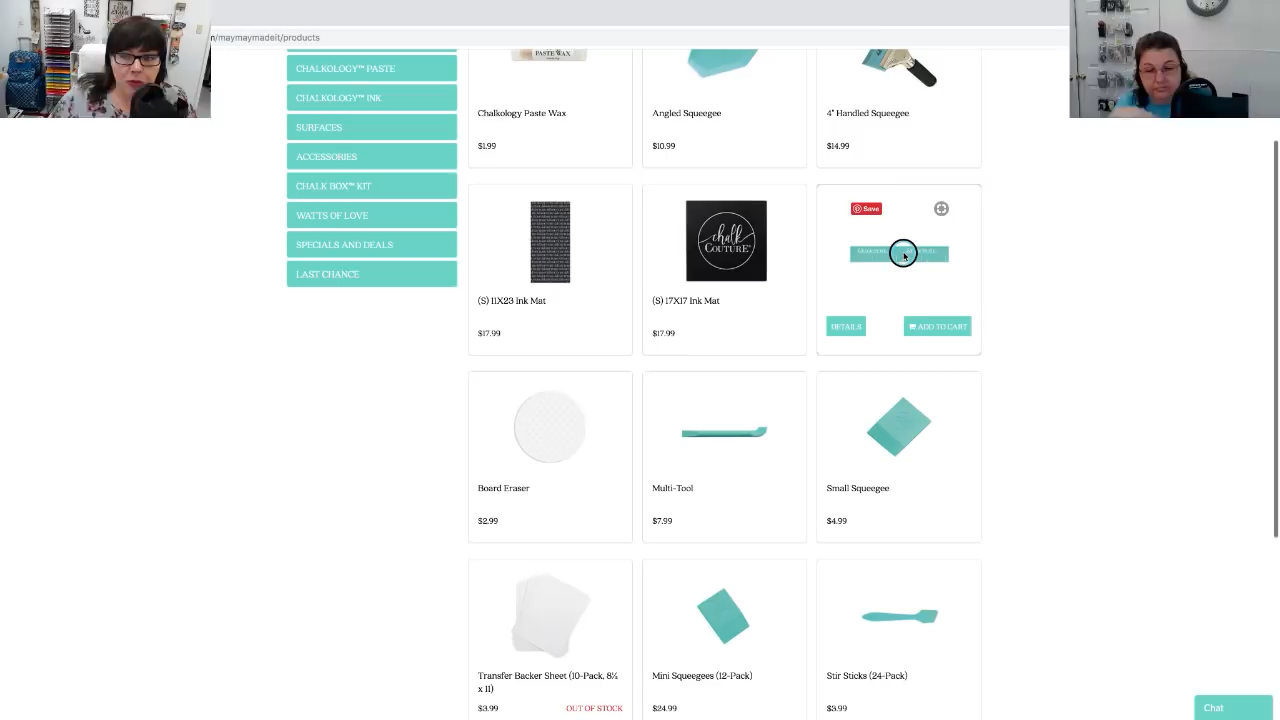 n/maymaymadeit/products
CHALKOLOGY™ PASTE
CHALKOLOGY™ INK
SURFACES
ACCESSORIES
CHALK BOX™ KIT
WATTS OF LOVE
SPECIALS AND DEALS
LAST CHANCE
PASTE WAX
Chalkology Paste Wax
$1.99
Angled Squeegee
$10.99
4" Handled Squeegee
$14.99
chalk
COUTURE
(S) 11X23 Ink Mat
$17.99
(S) 17X17 Ink Mat
$17.99
Save
DETAILS
ADD TO CART
Board Eraser
$2.99
Multi-Tool
$7.99
Small Squeegee
$4.99
Transfer Backer Sheet (10-Pack, 8½
x 11)
$3.99
OUT OF STOCK
Mini Squeegees (12-Pack)
$24.99
Stir Sticks (24-Pack)
$3.99
Chat